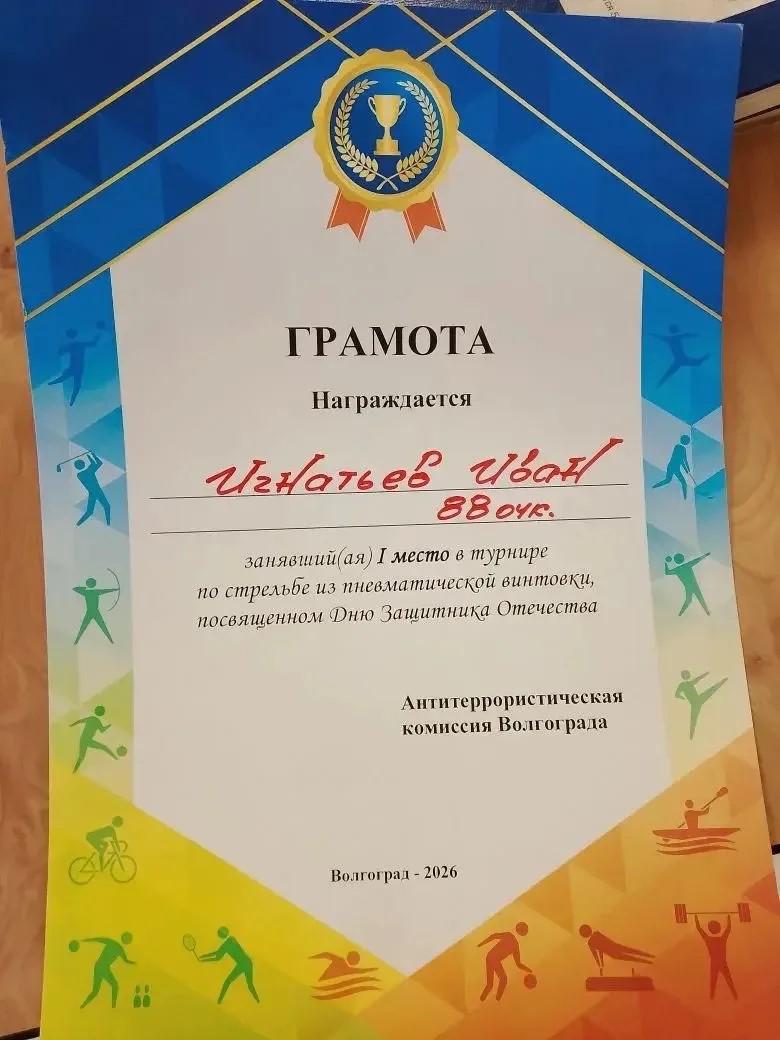 ГРАМОТА
Награждается
Игнатьев Иван
88 очк.
занявший(ая) I место в турнире
по стрельбе из пневматической винтовки,
посвященном Дню Защитника Отечества
Антитеррористическая
комиссия Волгограда
Волгоград - 2026